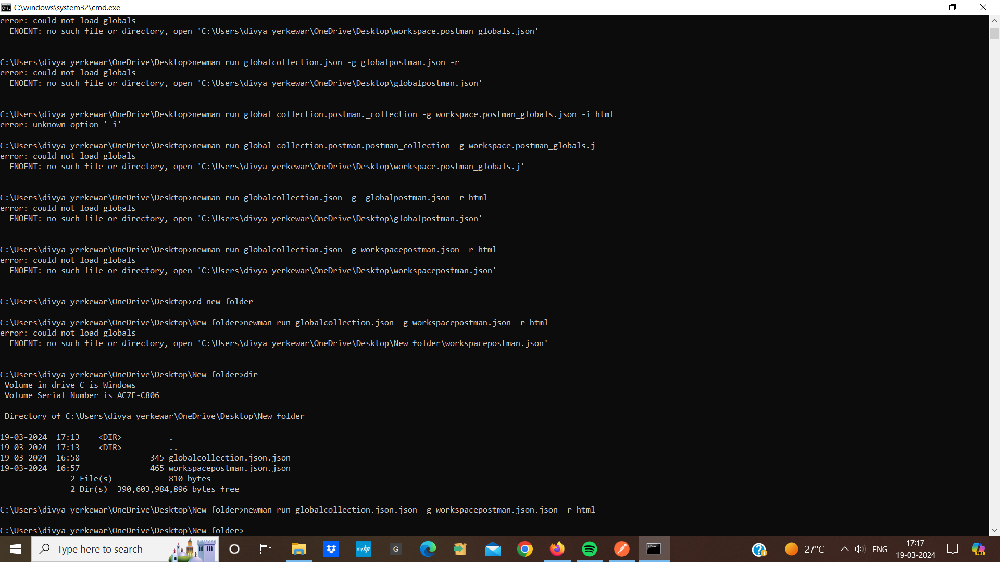 C:\windows\system32\cmd.exe
error: could not load globals
  ENOENT: no such file or directory, open 'C:\Users\divya yerkewar\OneDrive\Desktop\workspace.postman_globals.json'
C:\Users\divya yerkewar\OneDrive\Desktop>newman run globalcollection.json -g globalpostman.json -r
error: could not load globals
  ENOENT: no such file or directory, open 'C:\Users\divya yerkewar\OneDrive\Desktop\globalpostman.json'
C:\Users\divya yerkewar\OneDrive\Desktop>newman run global collection.postman._collection -g workspace.postman_globals.json -i html
error: unknown option '-i'
C:\Users\divya yerkewar\OneDrive\Desktop>newman run global collection.postman.postman_collection -g workspace.postman_globals.j
error: could not load globals
  ENOENT: no such file or directory, open 'C:\Users\divya yerkewar\OneDrive\Desktop\workspace.postman_globals.j'
C:\Users\divya yerkewar\OneDrive\Desktop>newman run globalcollection.json -g  globalpostman.json -r html
error: could not load globals
  ENOENT: no such file or directory, open 'C:\Users\divya yerkewar\OneDrive\Desktop\globalpostman.json'
C:\Users\divya yerkewar\OneDrive\Desktop>newman run globalcollection.json -g workspacepostman.json -r html
error: could not load globals
  ENOENT: no such file or directory, open 'C:\Users\divya yerkewar\OneDrive\Desktop\workspacepostman.json'
C:\Users\divya yerkewar\OneDrive\Desktop>cd new folder
C:\Users\divya yerkewar\OneDrive\Desktop\New folder>newman run globalcollection.json -g workspacepostman.json -r html
error: could not load globals
  ENOENT: no such file or directory, open 'C:\Users\divya yerkewar\OneDrive\Desktop\New folder\workspacepostman.json'
C:\Users\divya yerkewar\OneDrive\Desktop\New folder>dir
 Volume in drive C is Windows
 Volume Serial Number is AC7E-C806
 Directory of C:\Users\divya yerkewar\OneDrive\Desktop\New folder
19-03-2024  17:13    <DIR>          .
19-03-2024  17:13    <DIR>          ..
19-03-2024  16:58               345 globalcollection.json.json
19-03-2024  16:57               465 workspacepostman.json.json
               2 File(s)            810 bytes
               2 Dir(s)  390,603,984,896 bytes free
C:\Users\divya yerkewar\OneDrive\Desktop\New folder>newman run globalcollection.json.json -g workspacepostman.json.json -r html
C:\Users\divya yerkewar\OneDrive\Desktop\New folder>
Type here to search
myhp
G
27°C
ENG
17:17
19-03-2024
PRE